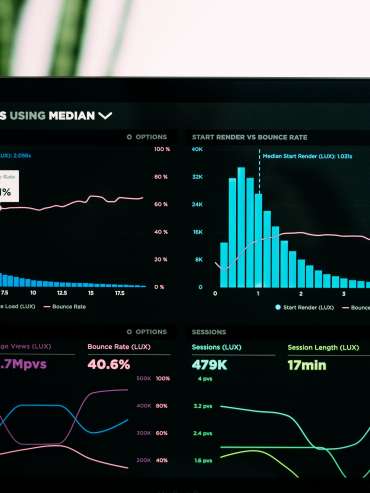 S USING MEDIAN
OPTIONS
LUX): 2.056s
100 %
80 %
60 %
40 %
20 %
0 %
7.5 10 12.5 15 17.5
Load (LUX) Bounce Rate
START RENDER VS BOUNCE RATE
Median Start Render (LUX): 1.031s
40K
32K
24K
16K
8K
0
0 1 2 3
Start Render (LUX) Bounce
OPTIONS
Views (LUX)
.7Mpvs
Bounce Rate (LUX)
40.6%
500K 100%
400K 80%
300K 60%
200K 40%
SESSIONS
Sessions (LUX)
479K
Session Length (LUX)
17min
4 pvs
3.2 pvs
2.4 pvs
1.6 pvs